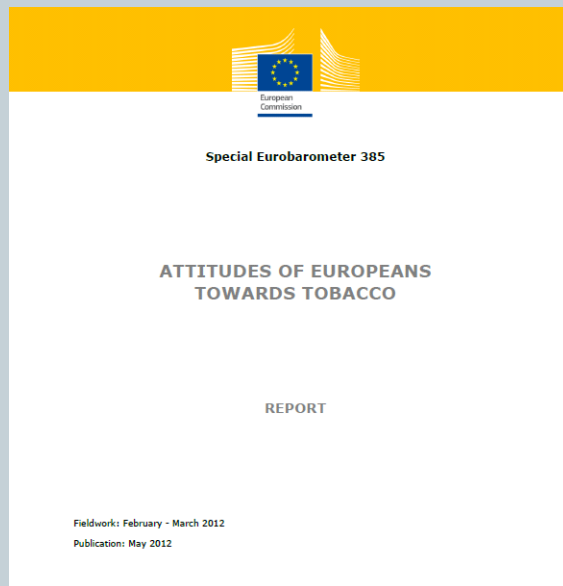 European
Commission
Special Eurobarometer 385
ATTITUDES OF EUROPEANS
TOWARDS TOBACCO
REPORT
Fieldwork: February - March 2012
Publication: May 2012